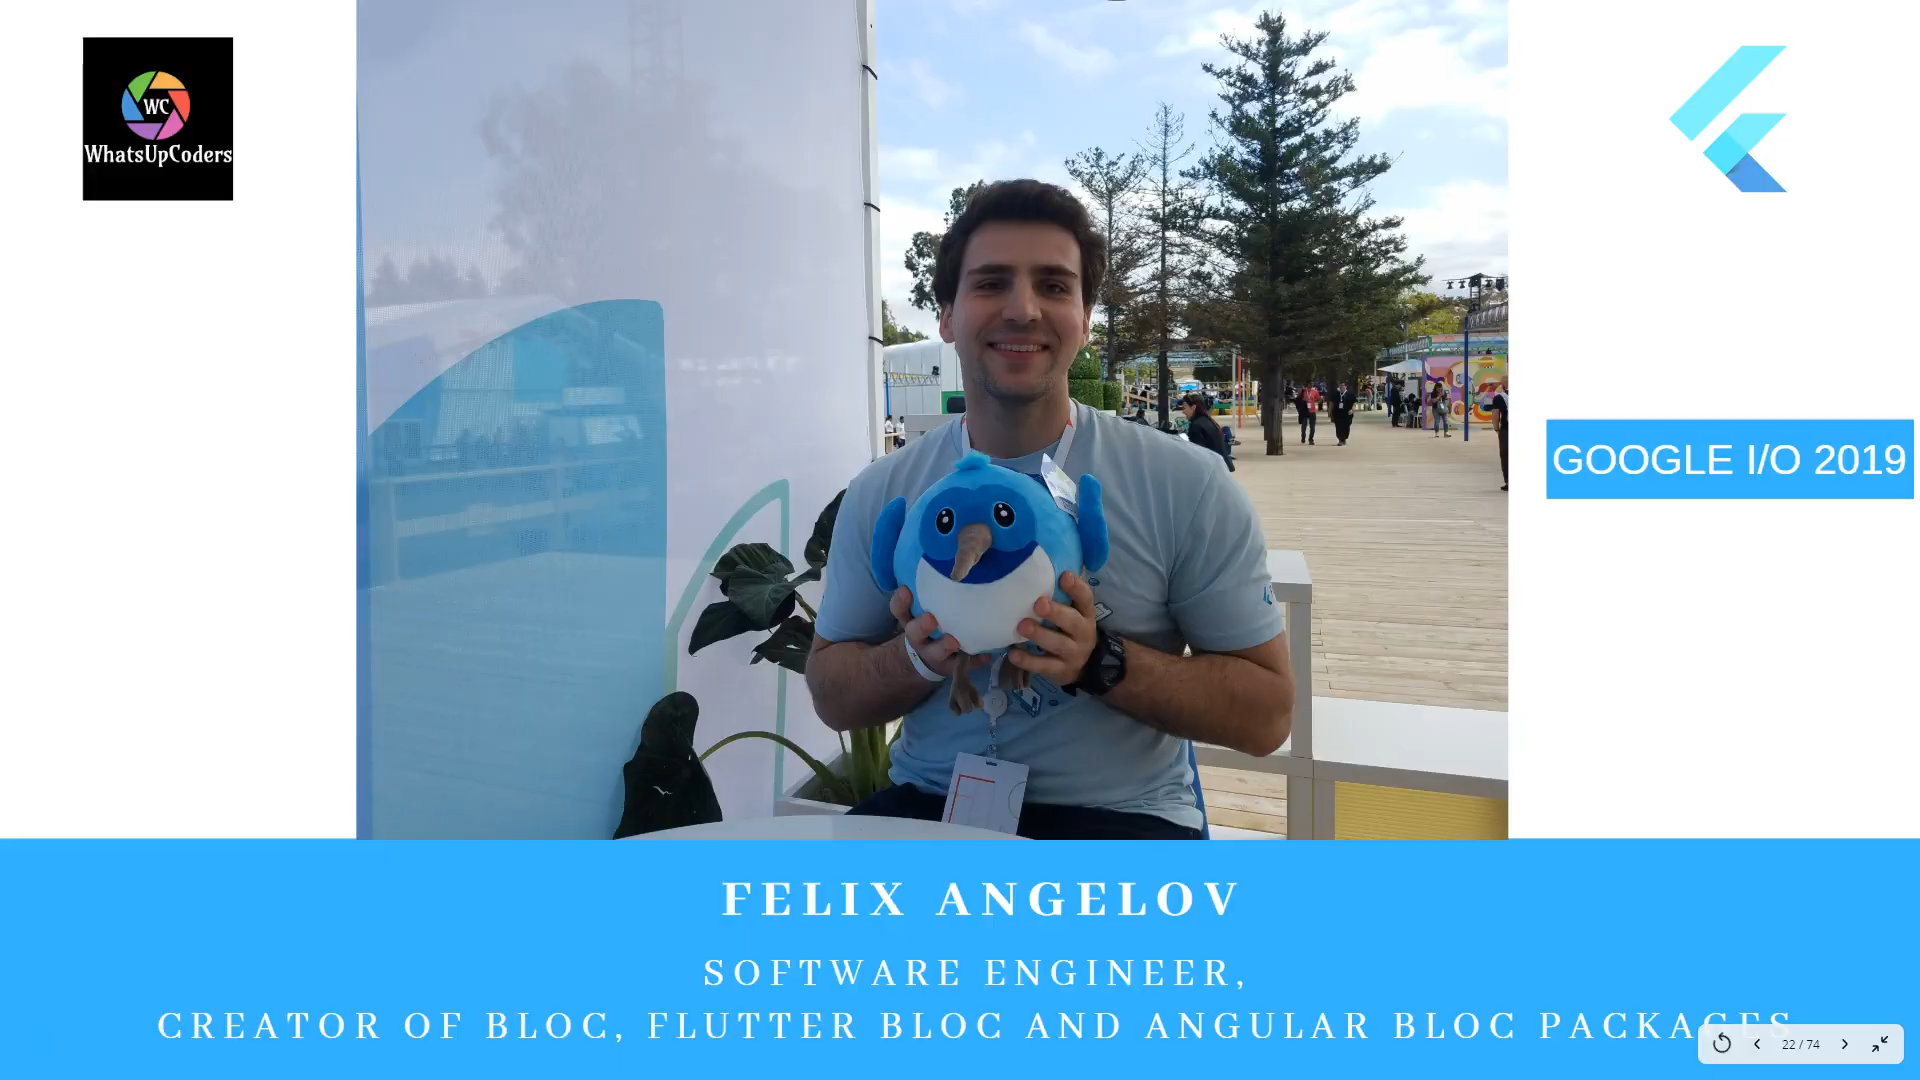 WC
WhatsUpCoders
GOOGLE I/O 2019
FELIX ANGELOV
SOFTWARE ENGINEER,
CREATOR OF BLOC, FLUTTER BLOC AND ANGULAR BLOC PACKAGES
22 / 74